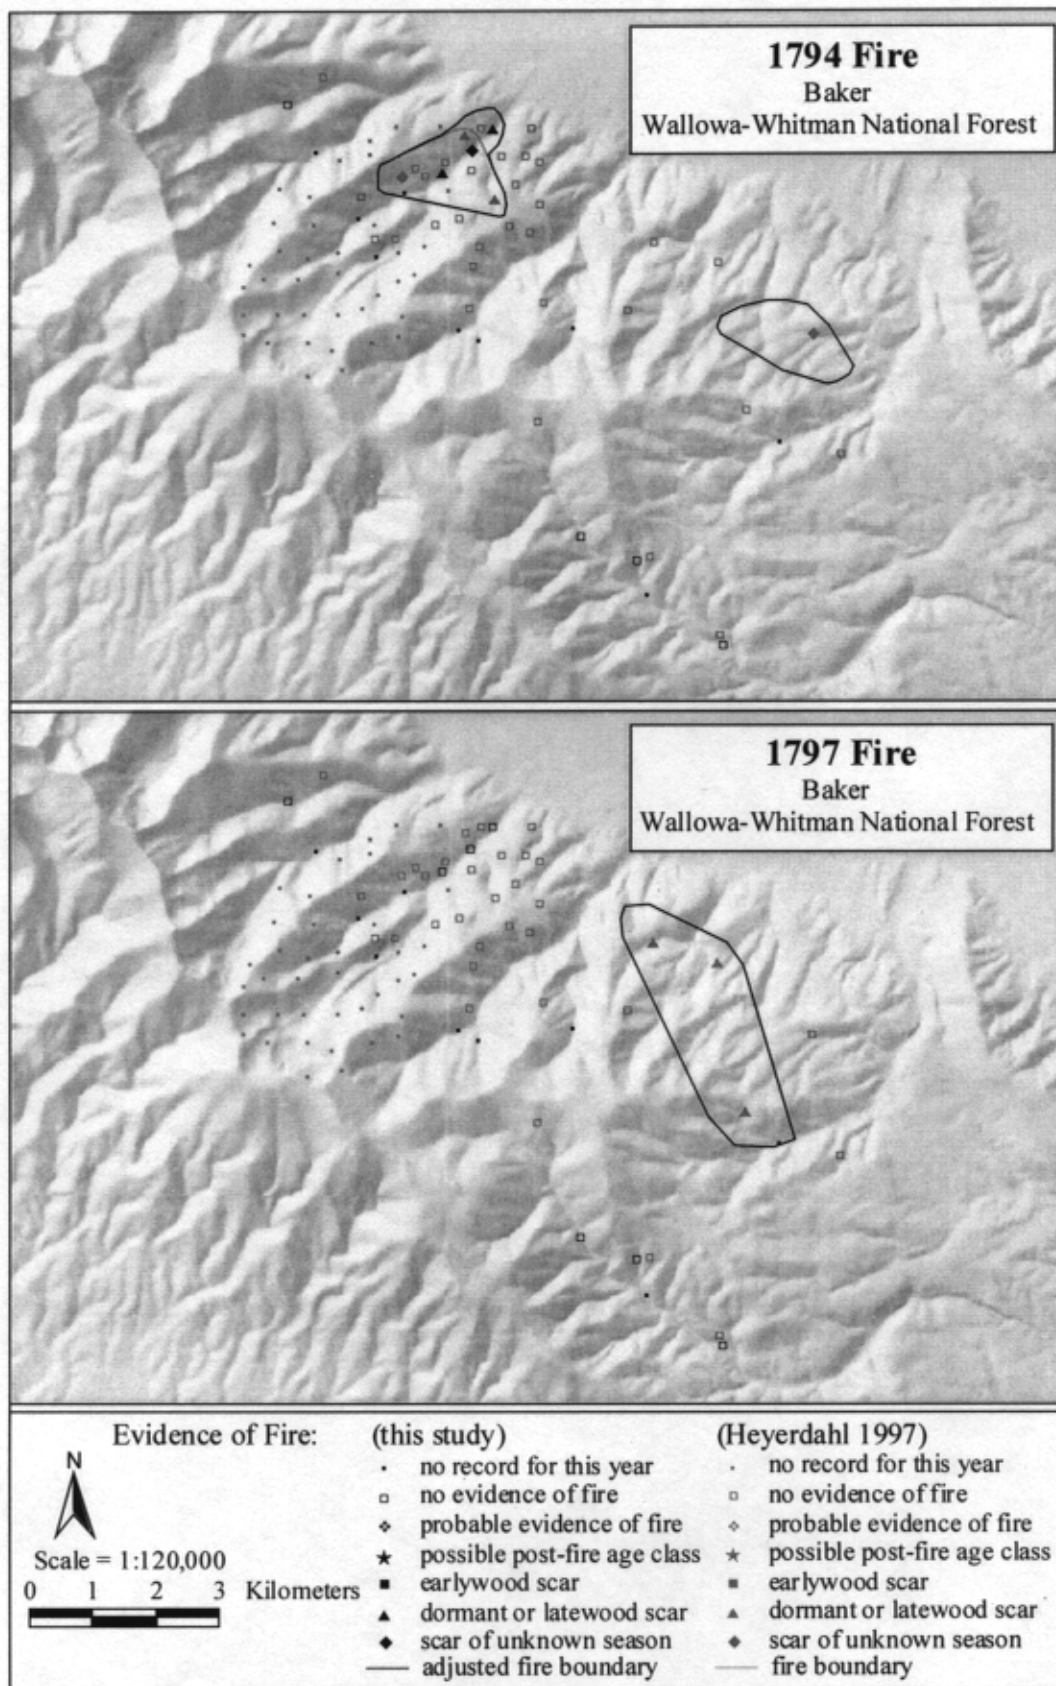 1794 Fire
Baker
Wallowa-Whitman National Forest
1797 Fire
Baker
Wallowa-Whitman National Forest
Evidence of Fire: (this study) (Heyerdahl 1997)
N
Scale = 1:120,000
0 1 2 3 Kilometers
no record for this year
no evidence of fire
probable evidence of fire
possible post-fire age class
earlywood scar
dormant or latewood scar
scar of unknown season
adjusted fire boundary
no record for this year
no evidence of fire
probable evidence of fire
possible post-fire age class
earlywood scar
dormant or latewood scar
scar of unknown season
fire boundary